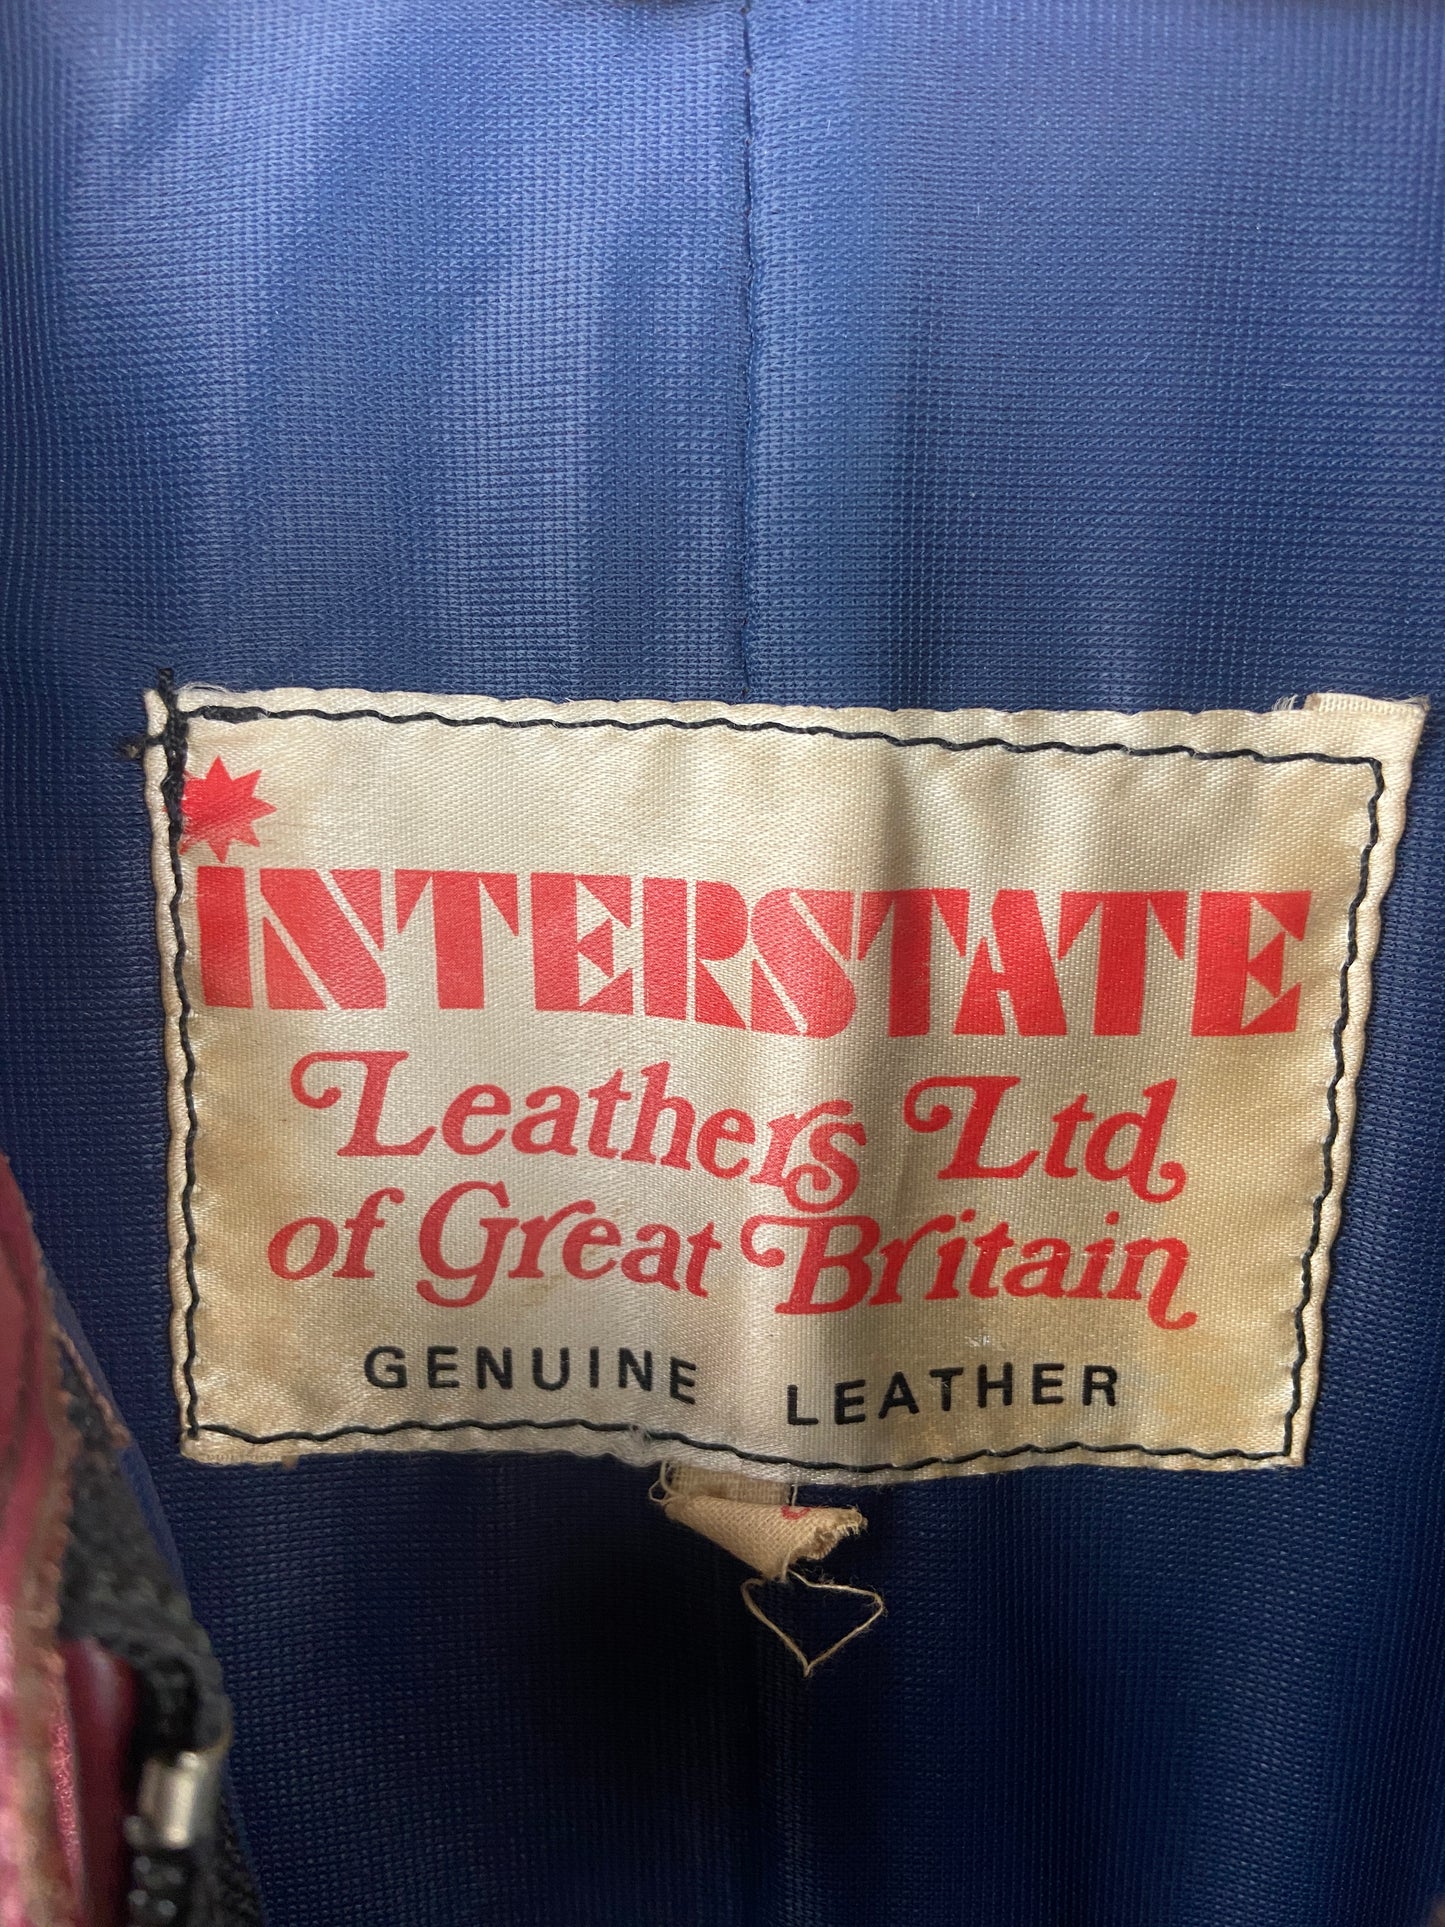 INTERSTATE
Leathers Ltd
of Great Britain
GENUINE LEATHER